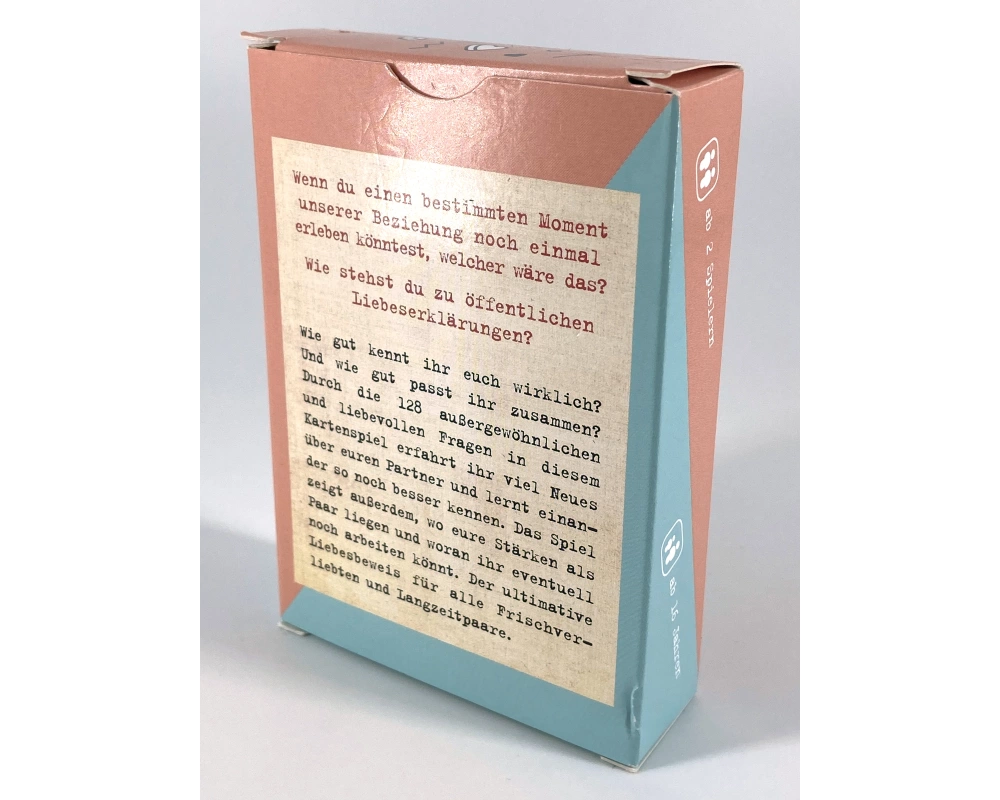 Wenn du einen bestimmten Moment
unserer Beziehung noch einmal
erleben könntest, welcher wäre das?
Wie stehst du zu öffentlichen
Liebeserklärungen?
Wie gut kennt ihr euch wirklich?
Und wie gut passt ihr zusammen?
Durch die 128 außergewöhnlichen
und liebevollen Fragen in diesem
Kartenspiel erfahrt ihr viel Neues
über euren Partner und lernt einan-
der so noch besser kennen. Das Spiel
zeigt außerdem, wo eure Stärken als
Paar liegen und woran ihr eventuell
noch arbeiten könnt. Der ultimative
Liebesbeweis für alle Frischver-
liebten und Langzeitpaare.
ab 2 Spielern
ab 16 Jahren